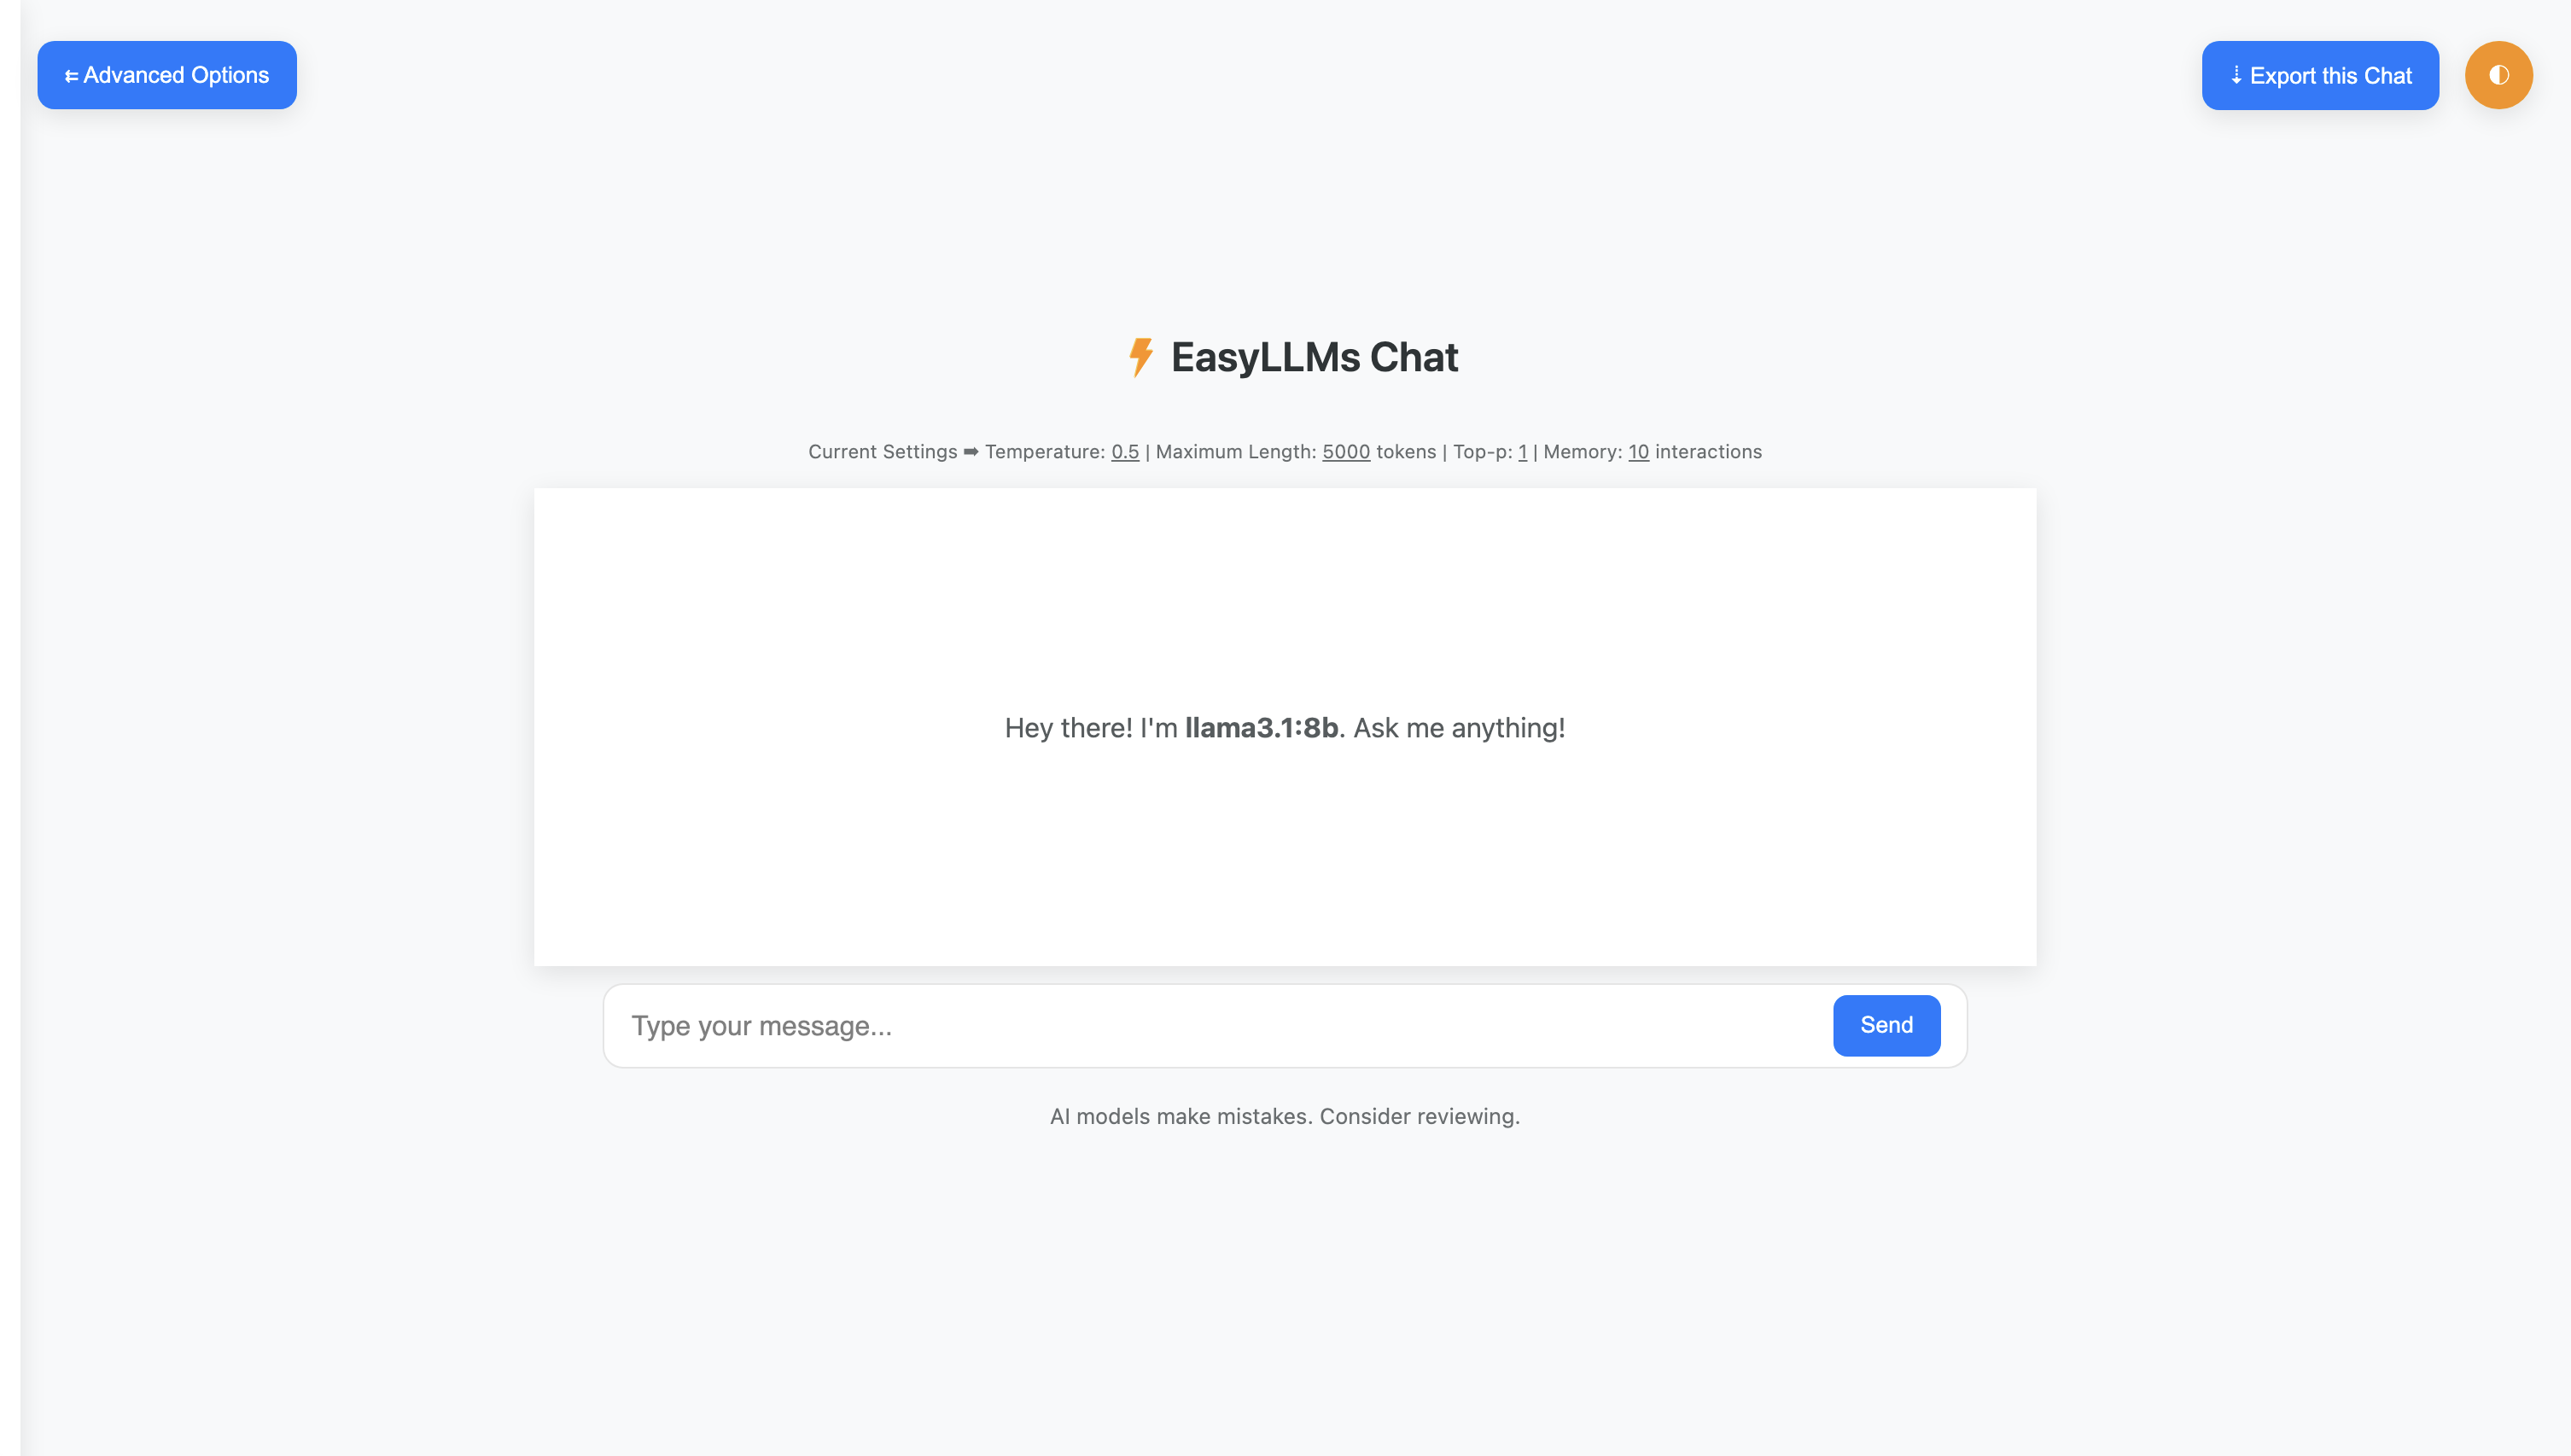 ⇇ Advanced Options
⇣ Export this Chat
⚡ EasyLLMs Chat
Current Settings ➡ Temperature: 0.5 | Maximum Length: 5000 tokens | Top-p: 1 | Memory: 10 interactions
Hey there! I'm llama3.1:8b. Ask me anything!
Type your message...
Send
AI models make mistakes. Consider reviewing.